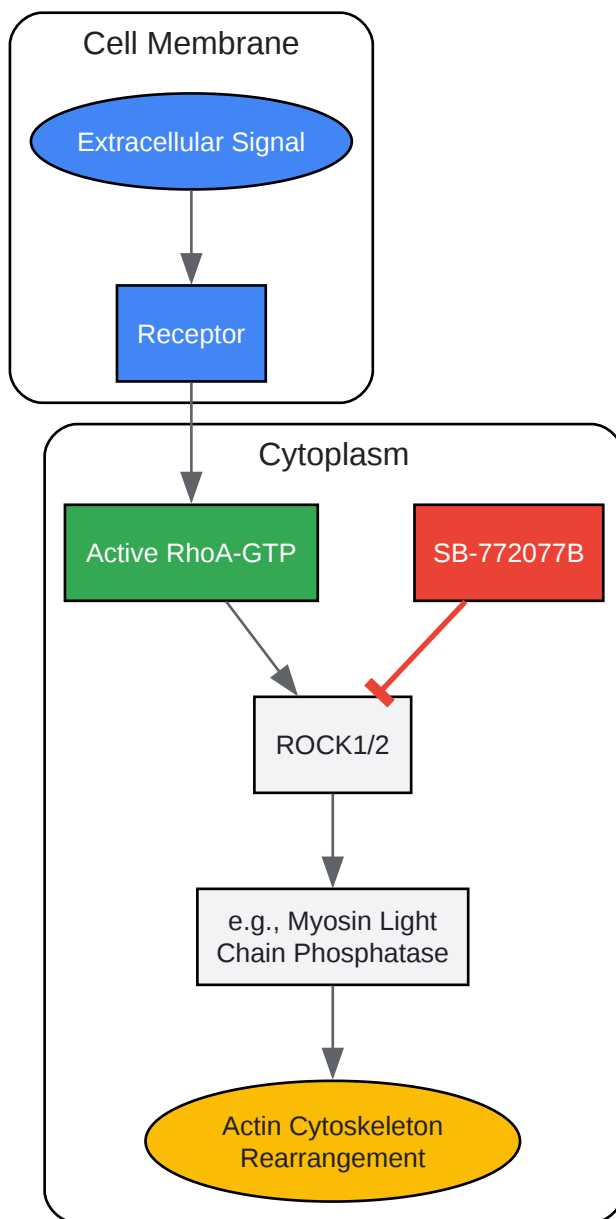 Cell Membrane
Extracellular Signal
Receptor
Cytoplasm
Active RhoA-GTP
SB-772077B
ROCK1/2
e.g., Myosin Light
Chain Phosphatase
Actin Cytoskeleton
Rearrangement